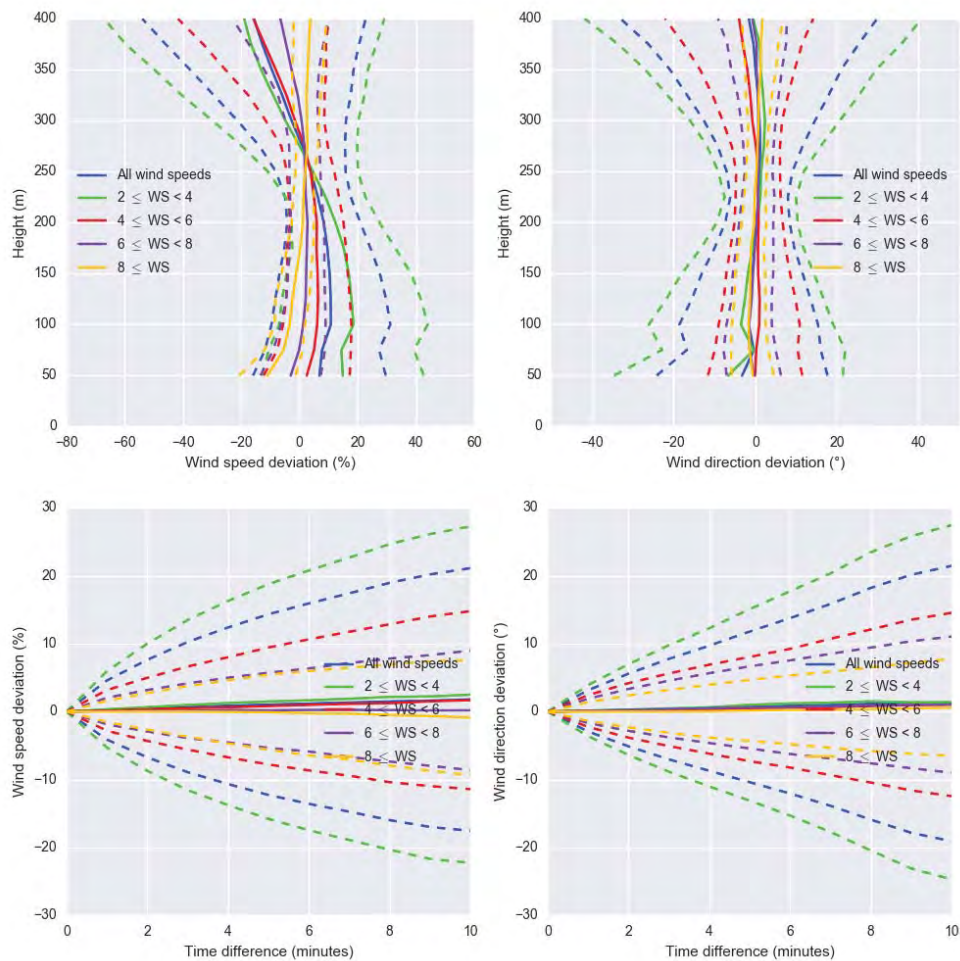 400
350
300
250
200
150
100
50
0
Height (m)
All wind speeds
2 ≤ WS < 4
4 ≤ WS < 6
6 ≤ WS < 8
8 ≤ WS
−80 −60 −40 −20 0 20 40 60
Wind speed deviation (%)
400
350
300
250
200
150
100
50
0
Height (m)
All wind speeds
2 ≤ WS < 4
4 ≤ WS < 6
6 ≤ WS < 8
8 ≤ WS
−40 −20 0 20 40
Wind direction deviation (°)
30
20
10
0
−10
−20
−30
Wind speed deviation (%)
All wind speeds
2 ≤ WS < 4
4 ≤ WS < 6
6 ≤ WS < 8
8 ≤ WS
0 2 4 6 8 10
Time difference (minutes)
30
20
10
0
−10
−20
−30
Wind direction deviation (°)
All wind speeds
2 ≤ WS < 4
4 ≤ WS < 6
6 ≤ WS < 8
8 ≤ WS
0 2 4 6 8 10
Time difference (minutes)